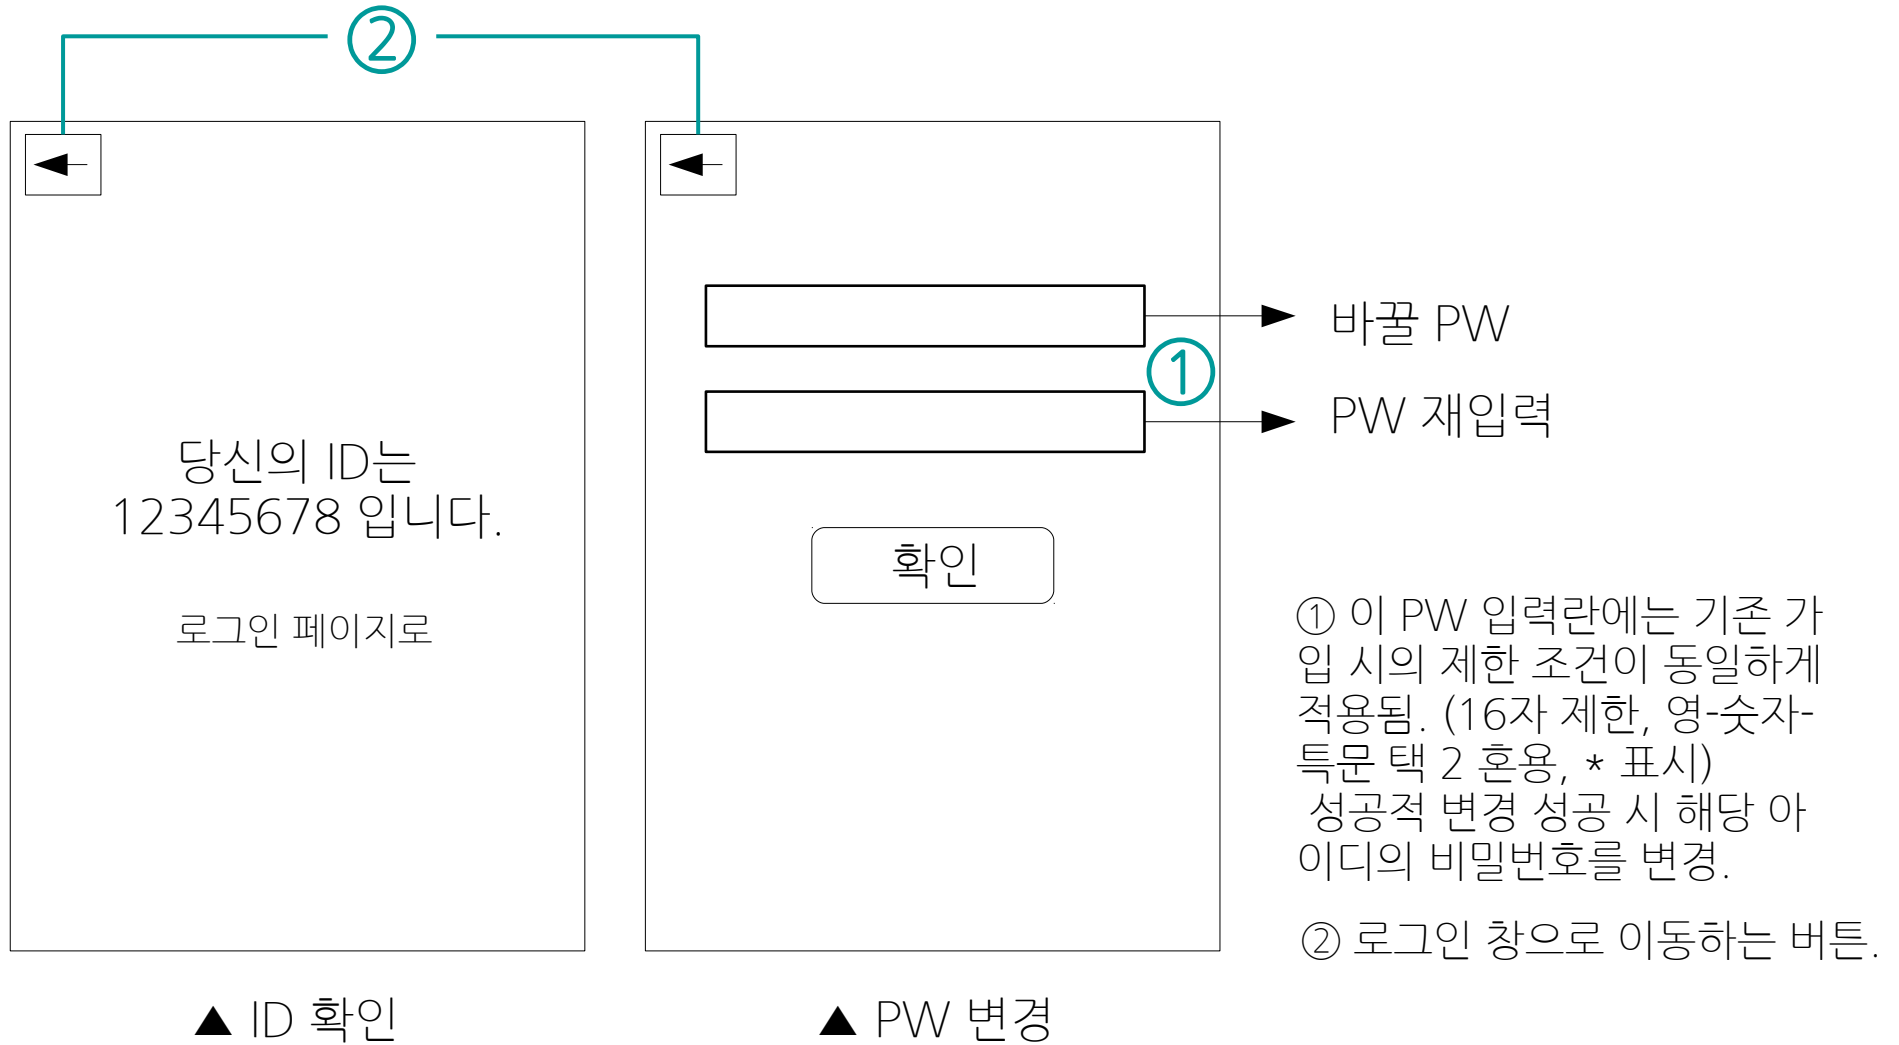 ②
당신의 ID는
12345678 입니다.
로그인 페이지로
▲ ID 확인
바꿀 PW
①
PW 재입력
확인
▲ PW 변경
① 이 PW 입력란에는 기존 가
입 시의 제한 조건이 동일하게
적용됨. (16자 제한, 영-숫자-
특문 택 2 혼용, * 표시)
성공적 변경 성공 시 해당 아
이디의 비밀번호를 변경.
② 로그인 창으로 이동하는 버튼.